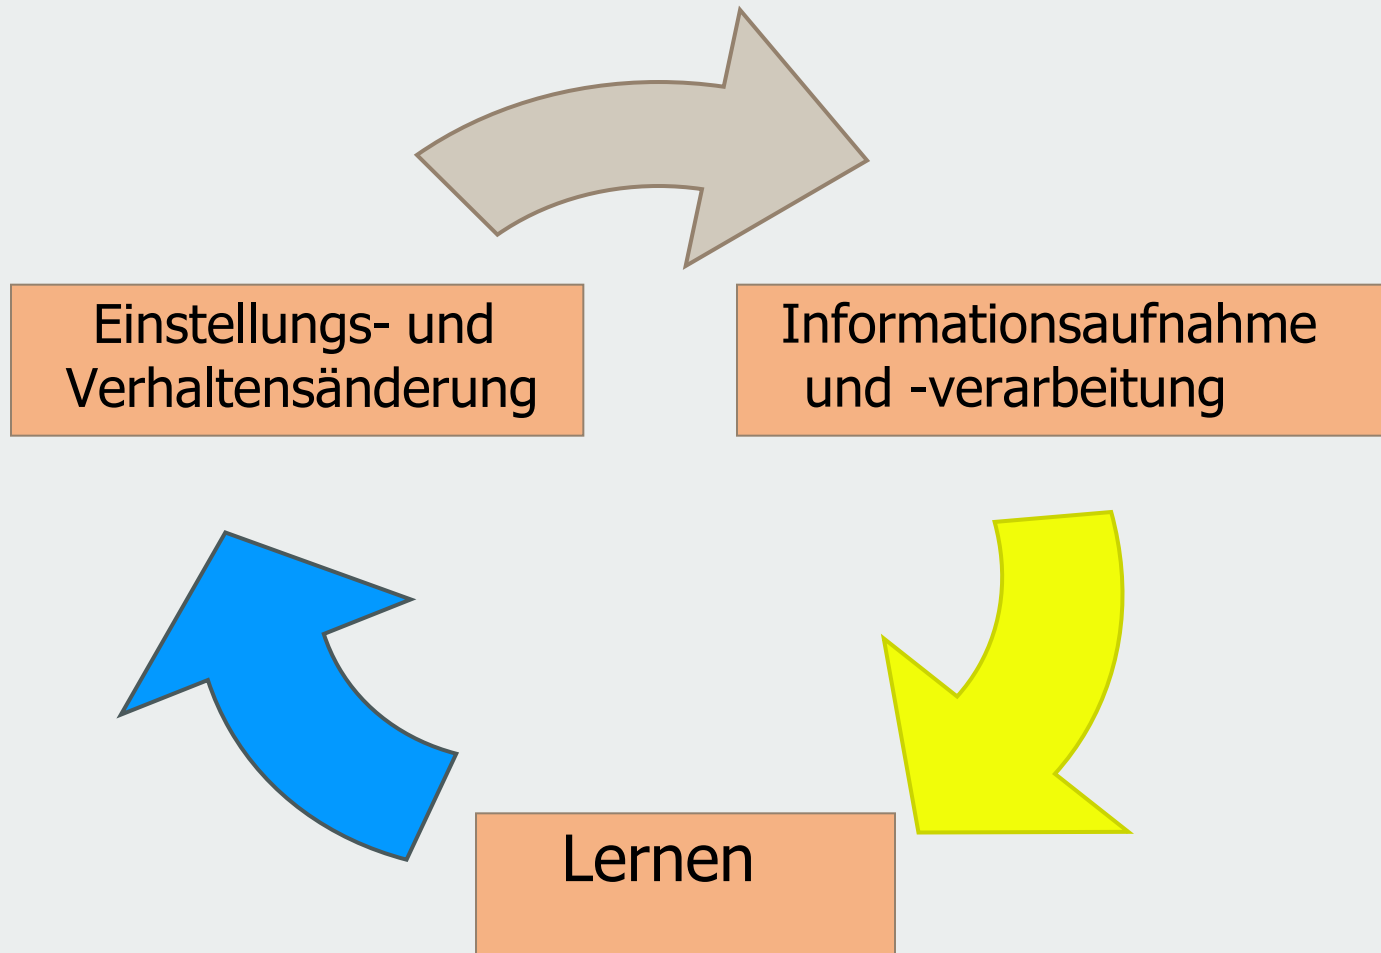 Einstellungs- und
Verhaltensänderung
Informationsaufnahme
und -verarbeitung
Lernen